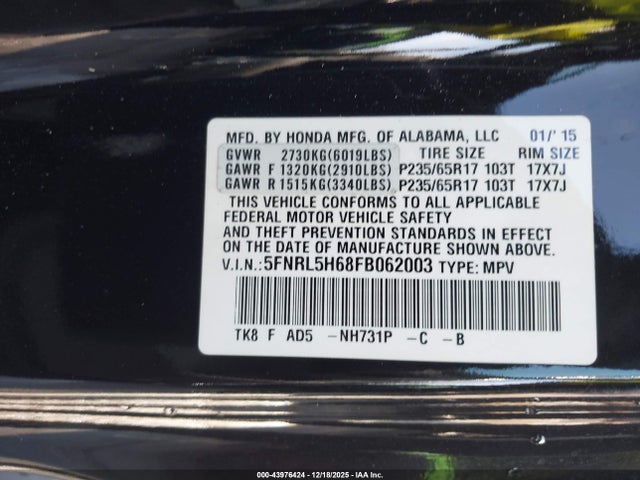 MFD. BY HONDA MFG. OF ALABAMA, LLC 01/'15
GVWR 2730KG(6019LBS) TIRE SIZE RIM SIZE
GAWR F 1320KG(2910LBS) P235/65R17 103T 17X7J
GAWR R 1515KG(3340LBS) P235/65R17 103T 17X7J
THIS VEHICLE CONFORMS TO ALL APPLICABLE
FEDERAL MOTOR VEHICLE SAFETY
AND THEFT PREVENTION STANDARDS IN EFFECT
ON THE DATE OF MANUFACTURE SHOWN ABOVE.
V.I.N.:5FNRL5H68FB062003 TYPE: MPV
TK8 F AD5 -NH731P -C -B
000-43976424 - 12/18/2025 - IAA Inc.